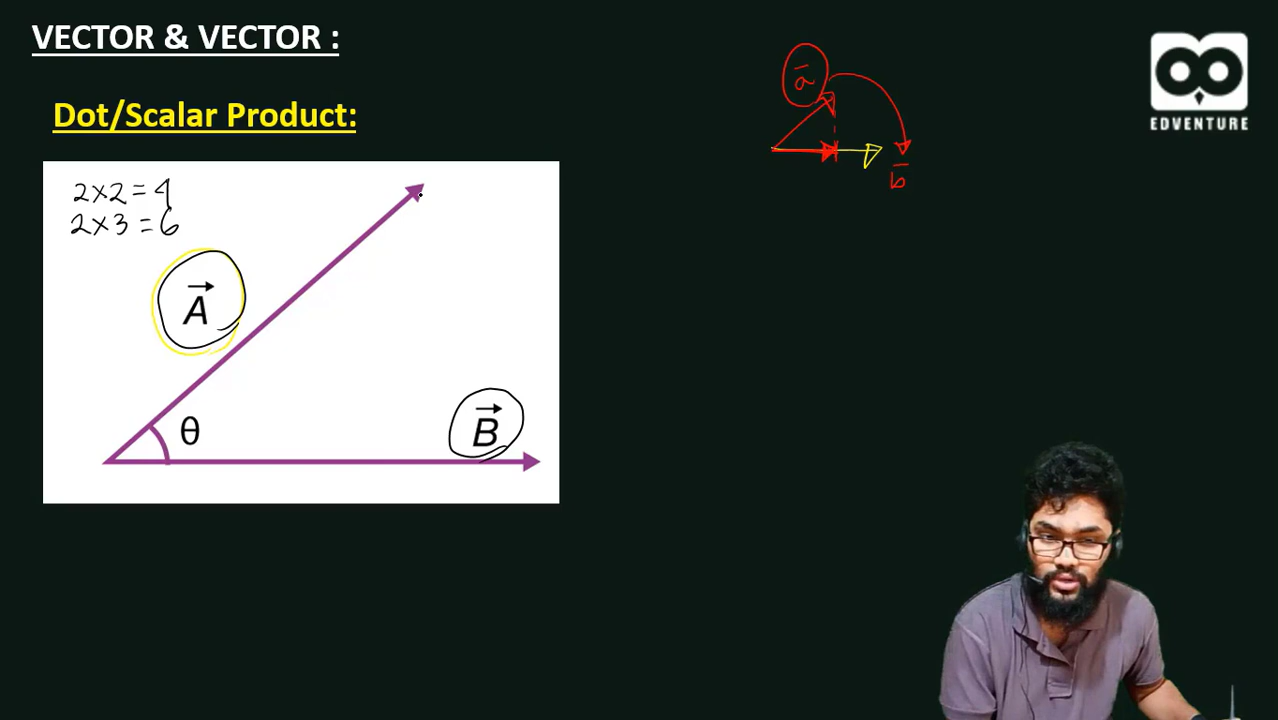 VECTOR & VECTOR :
Dot/Scalar Product:
2×2=4
2×3=6
A
θ
B
a
b
EDVENTURE